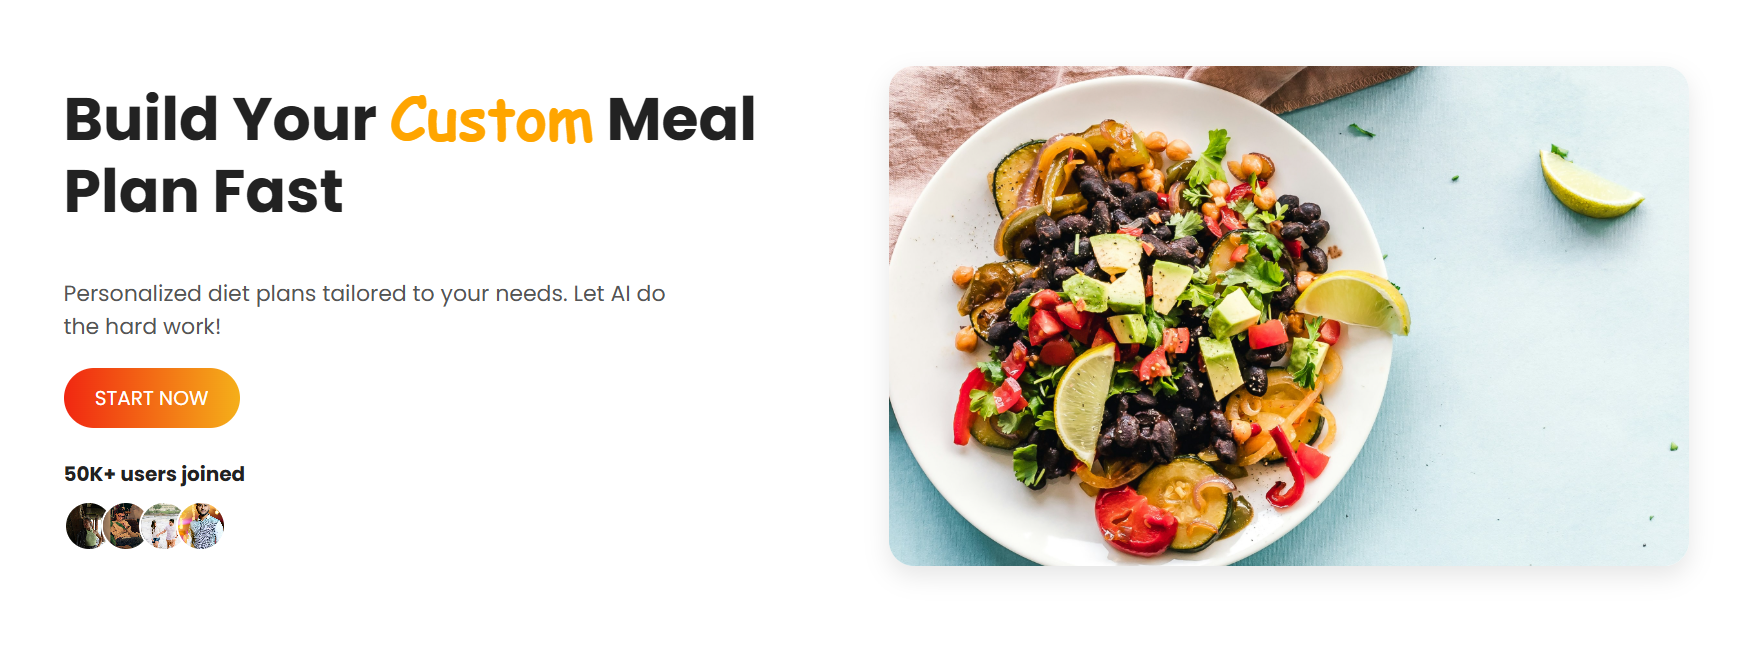 Build Your Custom Meal
Plan Fast
Personalized diet plans tailored to your needs. Let AI do
the hard work!
START NOW
50K+ users joined